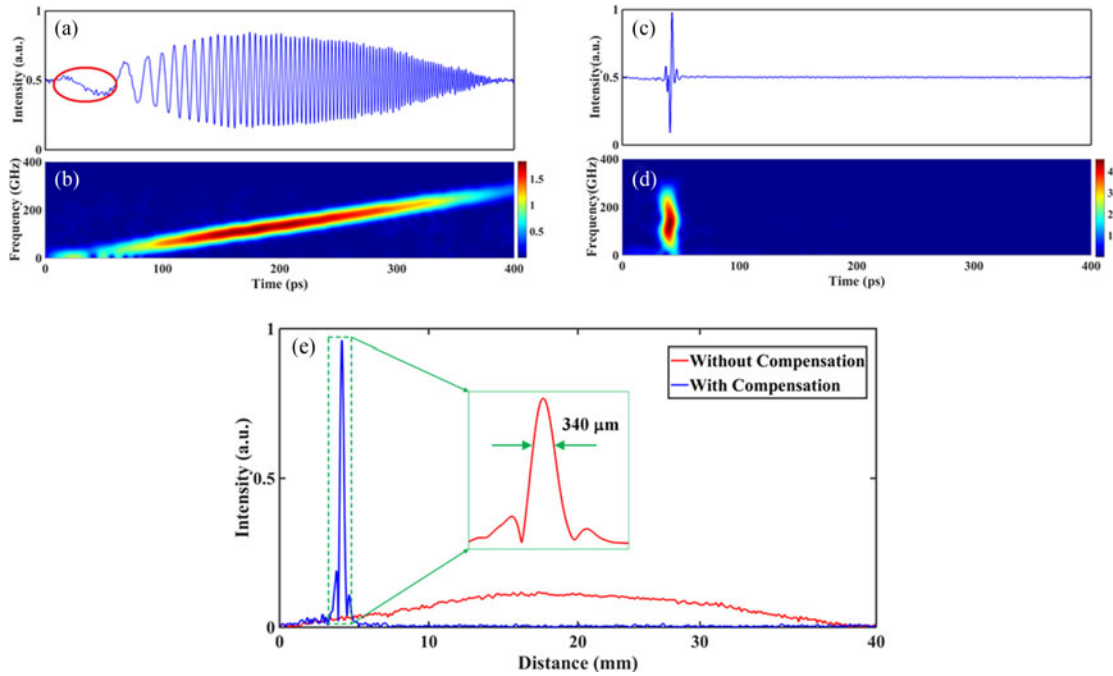 (a)
1
0.5
0
Intensity (a.u.)
(b)
400
200
0
Frequency (GHz)
1.5
1
0.5
0 100 200 300 400
Time (ps)
(c)
1
0.5
0
Intensity(a.u.)
(d)
400
200
0
Frequency(GHz)
4
3
2
1
0 100 200 300 400
Time (ps)
(e)
1
0.5
0
Intensity (a.u.)
Without Compensation
With Compensation
340 μm
0 10 20 30 40
Distance (mm)